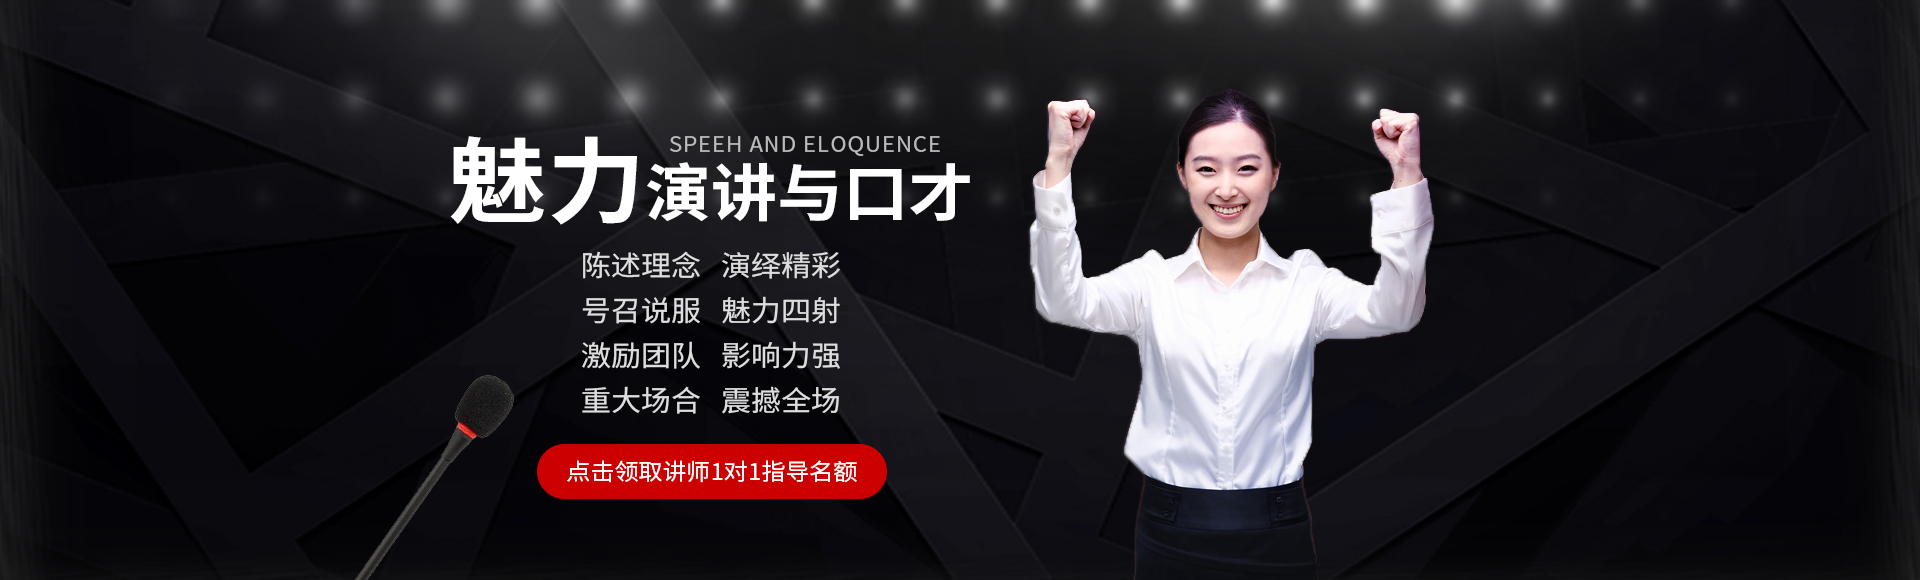 SPEEH AND ELOQUENCE
魅力演讲与口才
陈述理念 演绎精彩
号召说服 魅力四射
激励团队 影响力强
重大场合 震撼全场
点击领取讲师1对1指导名额